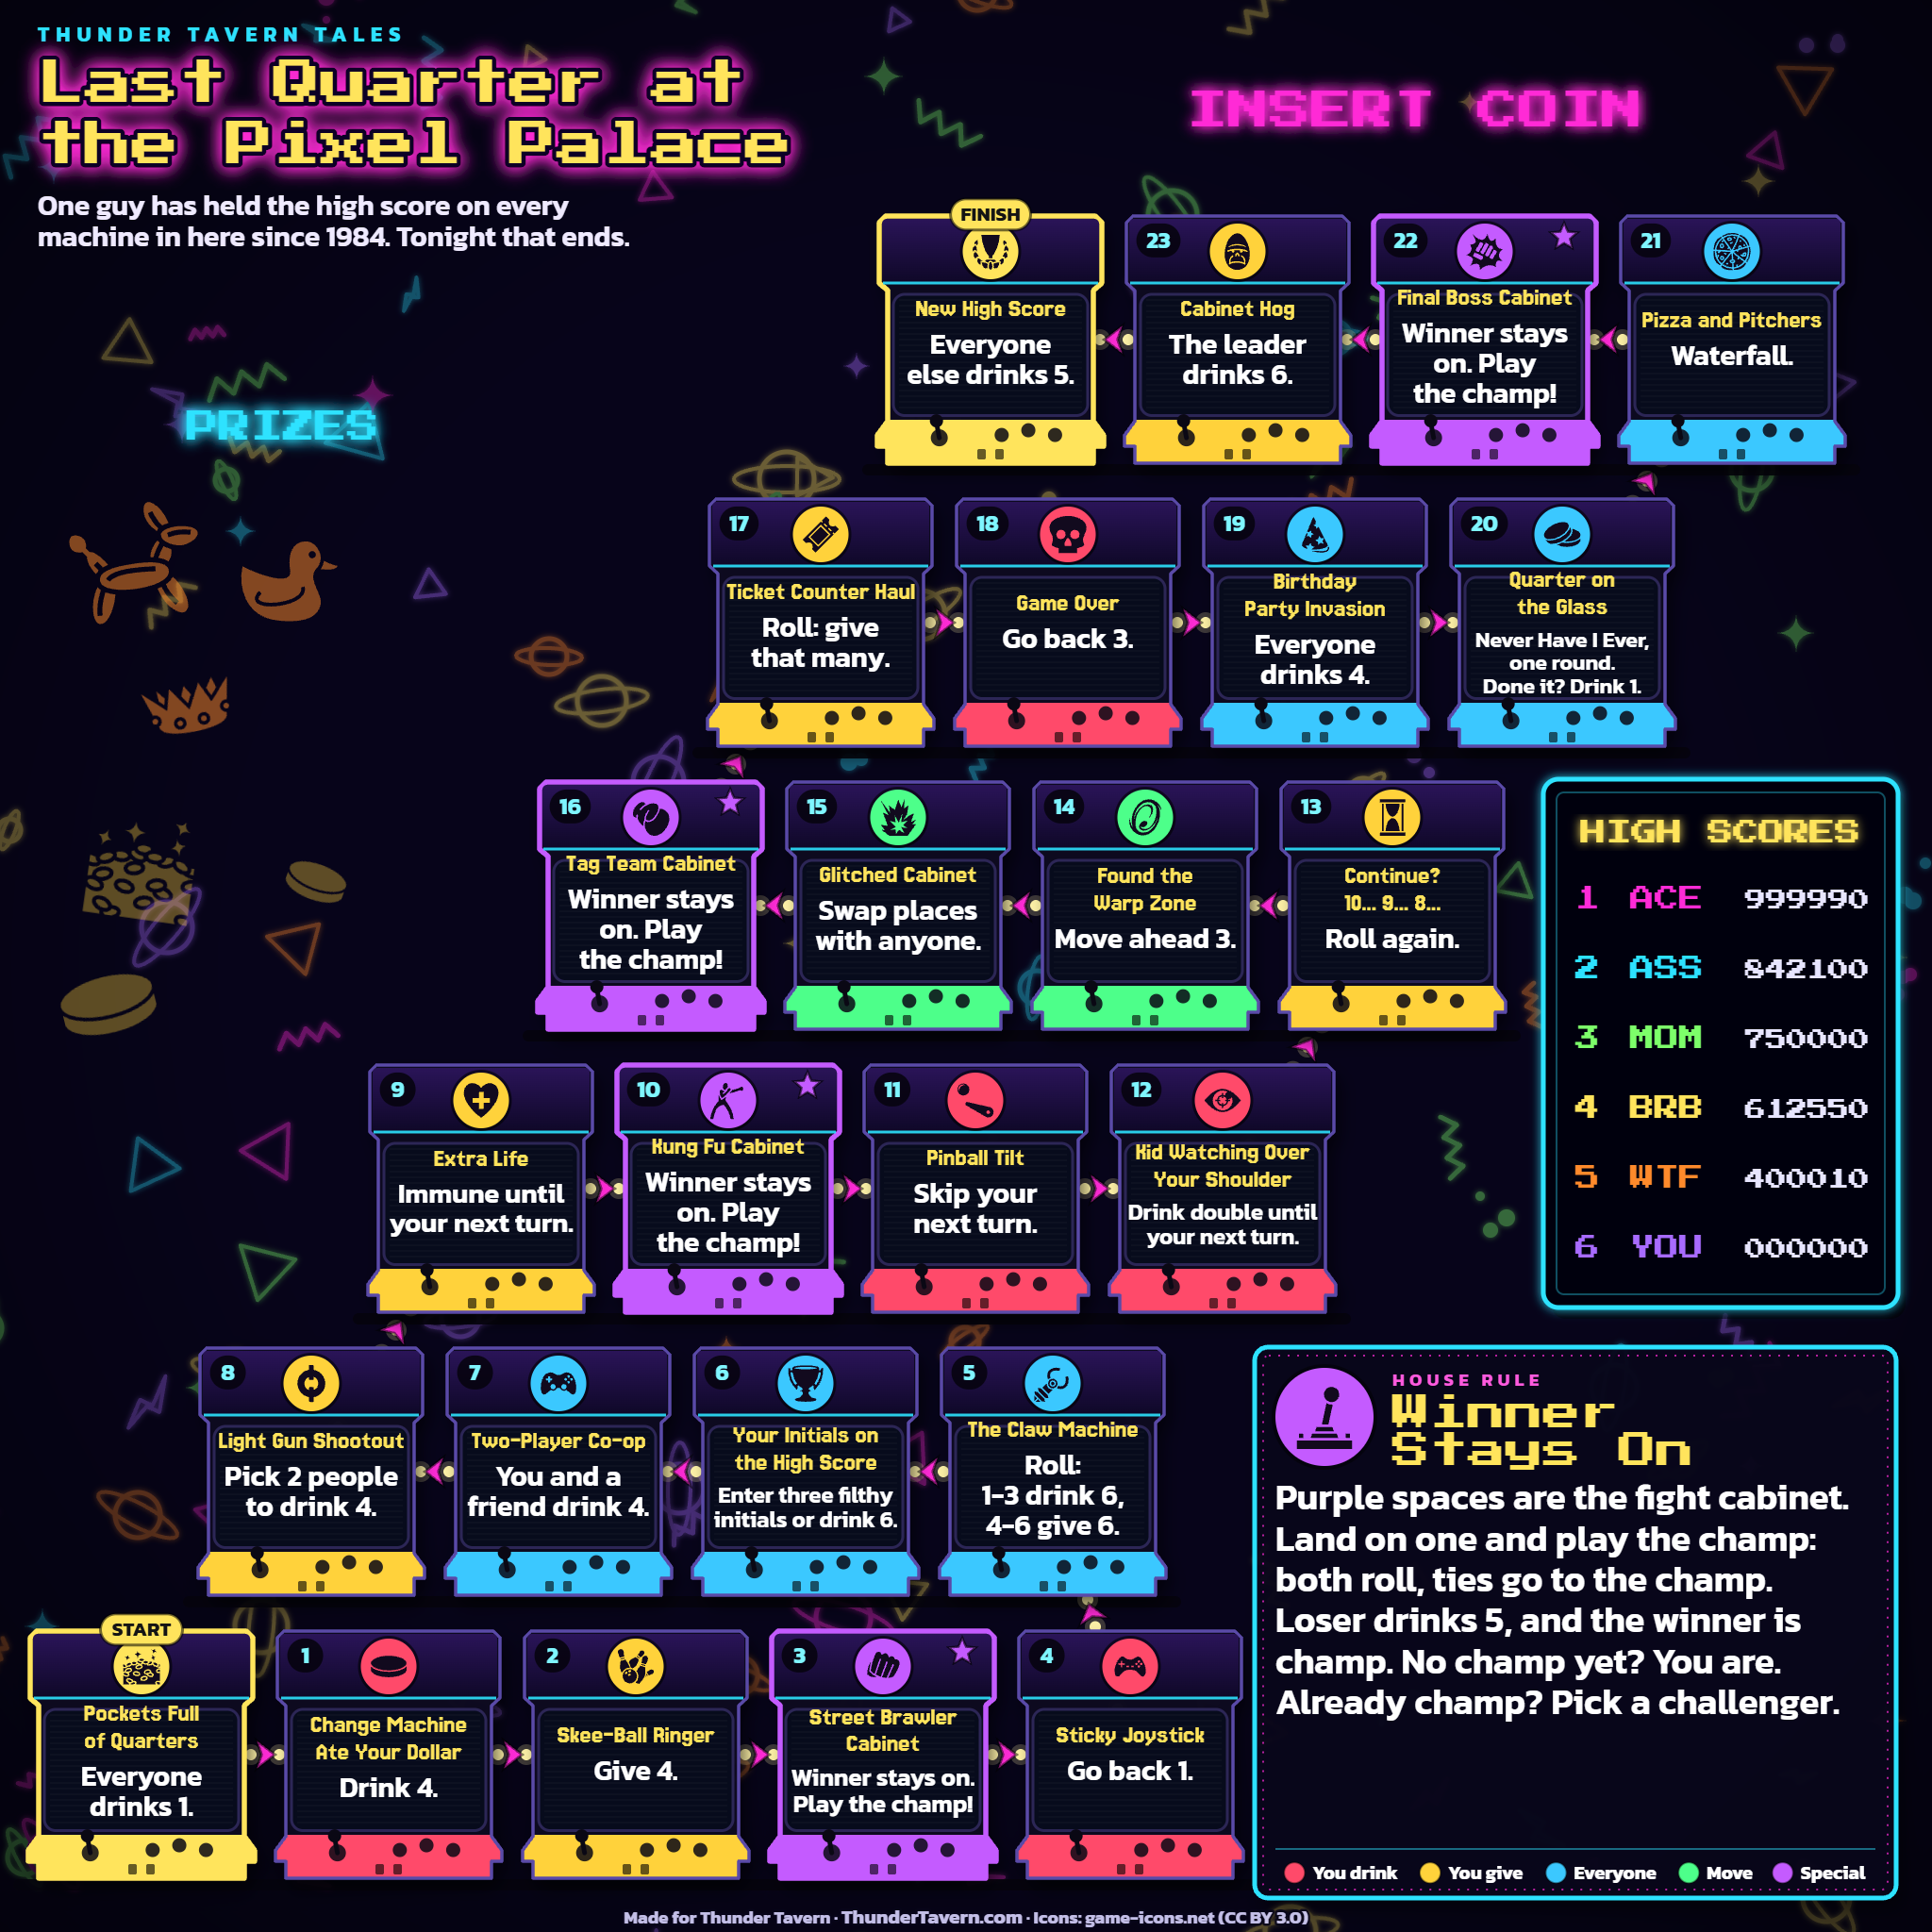 THUNDER TAVERN TALES
Last Quarter at
the Pixel Palace
One guy has held the high score on every
machine in here since 1984. Tonight that ends.
INSERT COIN
PRIZES
FINISH
New High Score
Everyone
else drinks 5.
23
Cabinet Hog
The leader
drinks 6.
22
Final Boss Cabinet
Winner stays
on. Play
the champ!
21
Pizza and Pitchers
Waterfall.
17
Ticket Counter Haul
Roll: give
that many.
18
Game Over
Go back 3.
19
Birthday
Party Invasion
Everyone
drinks 4.
20
Quarter on
the Glass
Never Have I Ever,
one round.
Done it? Drink 1.
16
Tag Team Cabinet
Winner stays
on. Play
the champ!
15
Glitched Cabinet
Swap places
with anyone.
14
Found the
Warp Zone
Move ahead 3.
13
Continue?
10... 9... 8...
Roll again.
HIGH SCORES
1 ACE 999990
2 ASS 842100
3 MOM 750000
4 BRB 612550
5 WTF 400010
6 YOU 000000
9
Extra Life
Immune until
your next turn.
10
Kung Fu Cabinet
Winner stays
on. Play
the champ!
11
Pinball Tilt
Skip your
next turn.
12
Kid Watching Over
Your Shoulder
Drink double until
your next turn.
8
Light Gun Shootout
Pick 2 people
to drink 4.
7
Two-Player Co-op
You and a
friend drink 4.
6
Your Initials on
the High Score
Enter three filthy
initials or drink 6.
5
The Claw Machine
Roll:
1-3 drink 6,
4-6 give 6.
START
Pockets Full
of Quarters
Everyone
drinks 1.
1
Change Machine
Ate Your Dollar
Drink 4.
2
Skee-Ball Ringer
Give 4.
3
Street Brawler
Cabinet
Winner stays on.
Play the champ!
4
Sticky Joystick
Go back 1.
HOUSE RULE
Winner
Stays On
Purple spaces are the fight cabinet.
Land on one and play the champ:
both roll, ties go to the champ.
Loser drinks 5, and the winner is
champ. No champ yet? You are.
Already champ? Pick a challenger.
You drink You give Everyone Move Special
Made for Thunder Tavern · ThunderTavern.com · Icons: game-icons.net (CC BY 3.0)